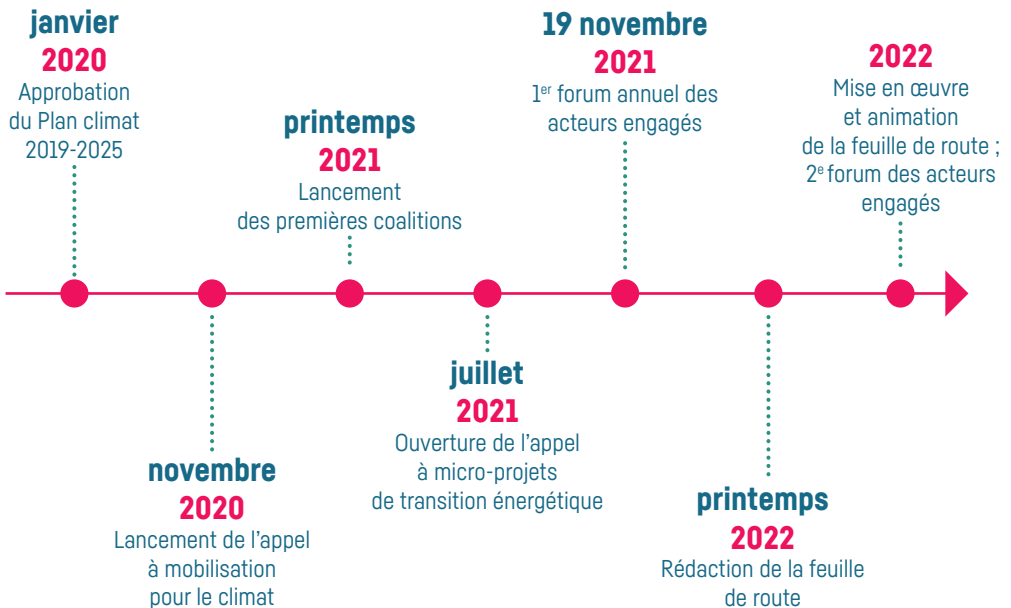 janvier
2020
Approbation
du Plan climat
2019-2025
novembre
2020
Lancement de l'appel
à mobilisation
pour le climat
printemps
2021
Lancement
des premières coalitions
juillet
2021
Ouverture de l'appel
à micro-projets
de transition énergétique
19 novembre
2021
1er forum annuel des
acteurs engagés
printemps
2022
Rédaction de la feuille
de route
2022
Mise en œuvre
et animation
de la feuille de route ;
2e forum des acteurs
engagés